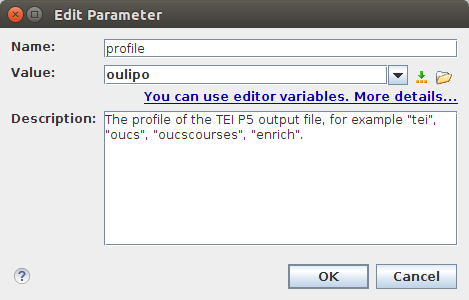 Edit Parameter
Name:
profile
Value:
oulipo
You can use editor variables. More details...
Description:
The profile of the TEI P5 output file, for example "tei",
"oucs", "oucscourses", "enrich".
?
OK
Cancel